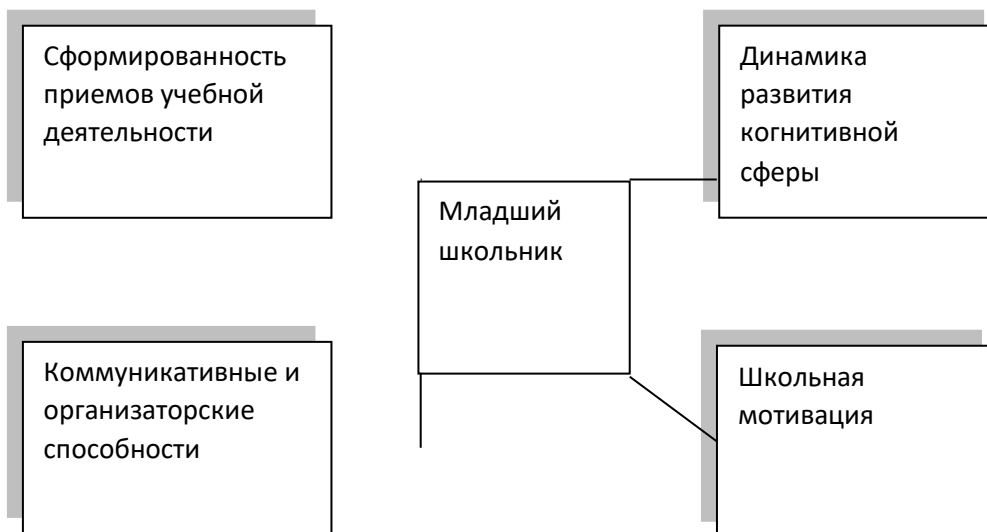 Сформированность
приемов учебной
деятельности
Динамика
развития
когнитивной
сферы
Младший
школьник
Коммуникативные и
организаторские
способности
Школьная
мотивация